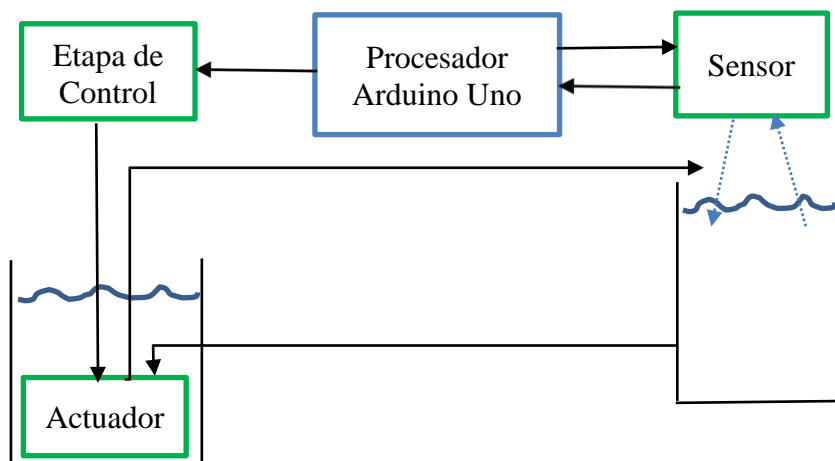 Etapa de
Control
Procesador
Arduino Uno
Sensor
Actuador